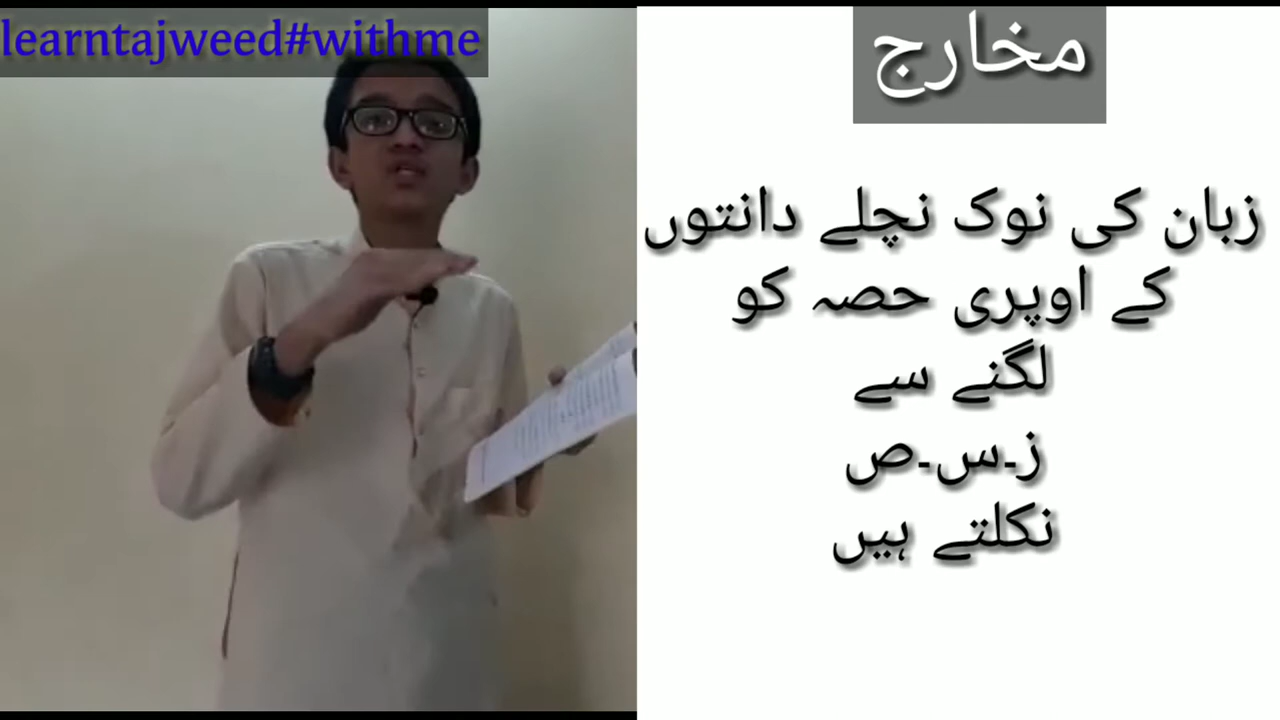 learntajweed#withme
مخارج
زبان کی نوک نچلے دانتوں
کے اوپری حصہ کو
لگنے سے
ز۔س۔ص
نکلتے ہیں